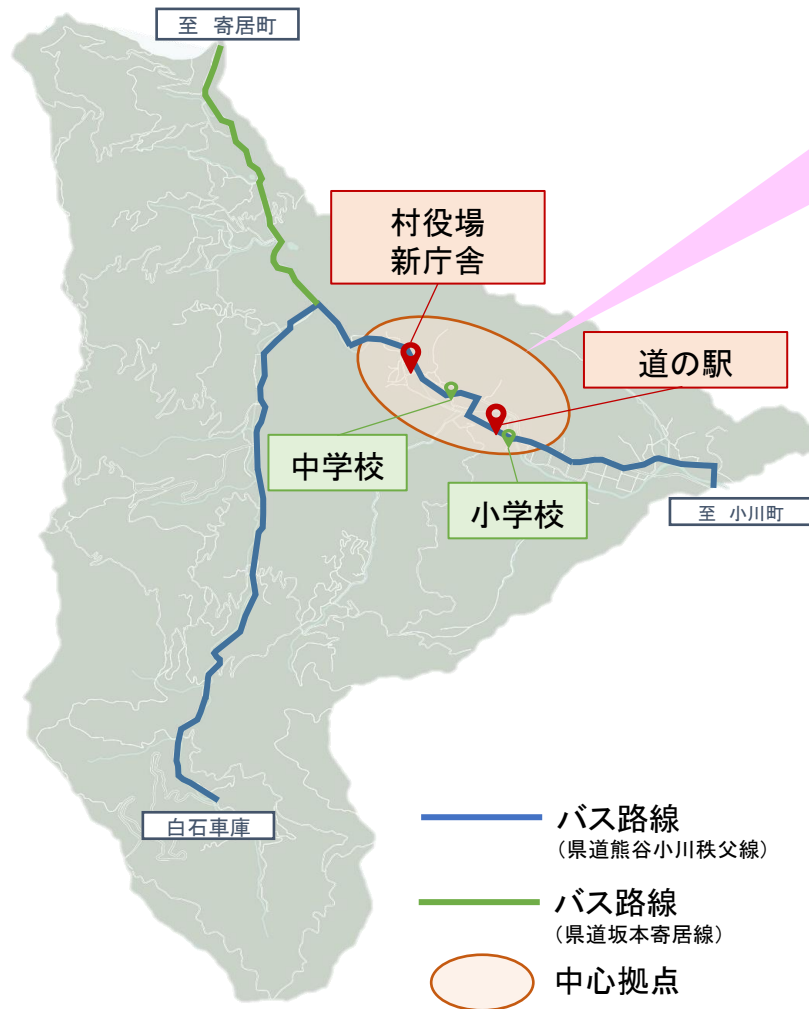 至 寄居町
村役場
新庁舎
道の駅
中学校
小学校
至 小川町
白石車庫
バス路線
（県道熊谷小川秩父線）
バス路線
（県道坂本寄居線）
中心拠点